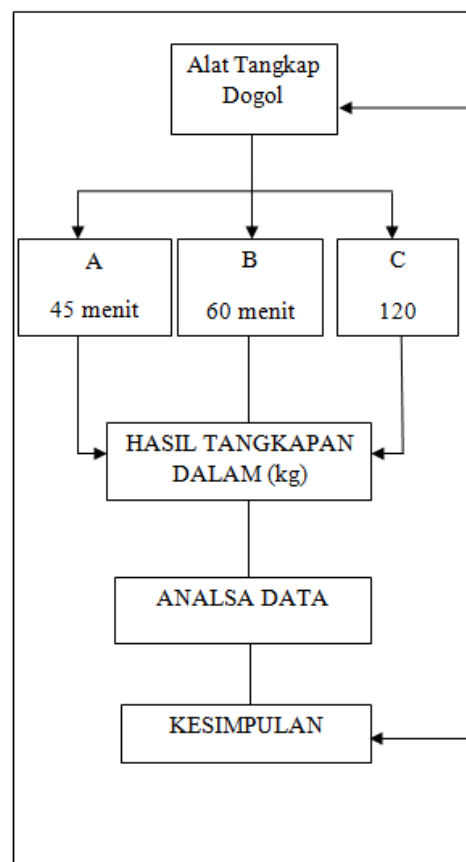 Alat Tangkap
Dogol
A
45 menit
B
60 menit
C
120
HASIL TANGKAPAN
DALAM (kg)
ANALSA DATA
KESIMPULAN